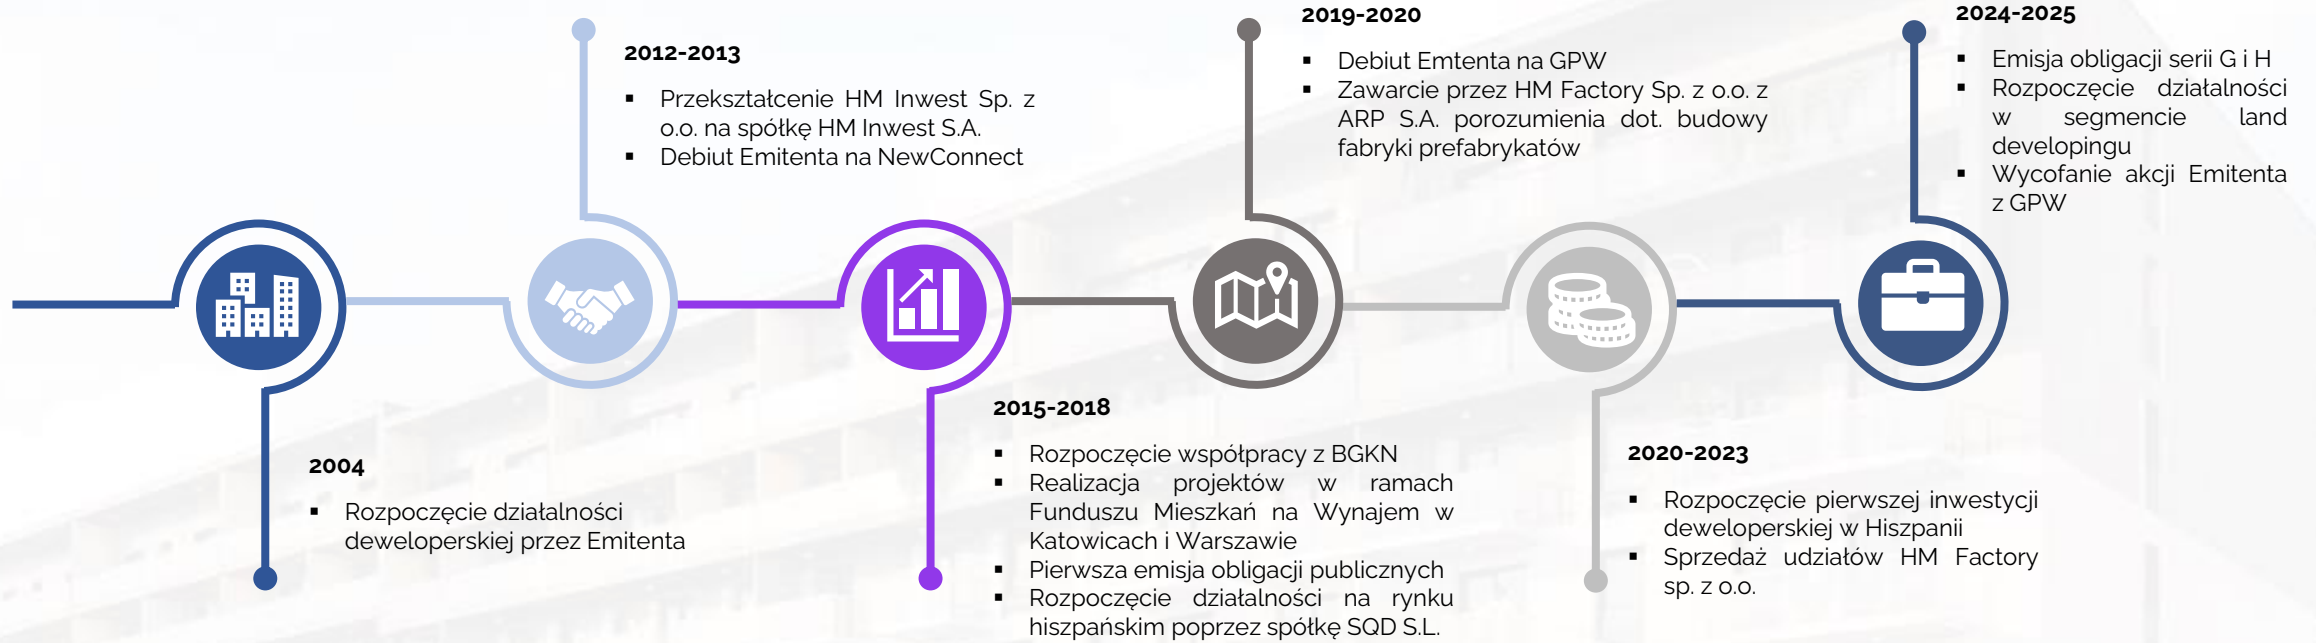 2004
▪ Rozpoczęcie działalności
deweloperskiej przez Emitenta
2012-2013
▪ Przekształcenie HM Inwest Sp. z
o.o. na spółkę HM Inwest S.A.
▪ Debiut Emitenta na NewConnect
2015-2018
▪ Rozpoczęcie współpracy z BGKN
▪ Realizacja projektów w ramach
Funduszu Mieszkań na Wynajem w
Katowicach i Warszawie
▪ Pierwsza emisja obligacji publicznych
▪ Rozpoczęcie działalności na rynku
hiszpańskim poprzez spółkę SQD S.L.
2019-2020
▪ Debiut Emtenta na GPW
▪ Zawarcie przez HM Factory Sp. z o.o. z
ARP S.A. porozumienia dot. budowy
fabryki prefabrykatów
2020-2023
▪ Rozpoczęcie pierwszej inwestycji
deweloperskiej w Hiszpanii
▪ Sprzedaż udziałów HM Factory
sp. z o.o.
2024-2025
▪ Emisja obligacji serii G i H
▪ Rozpoczęcie działalności
w segmencie land
developingu
▪ Wycofanie akcji Emitenta
z GPW